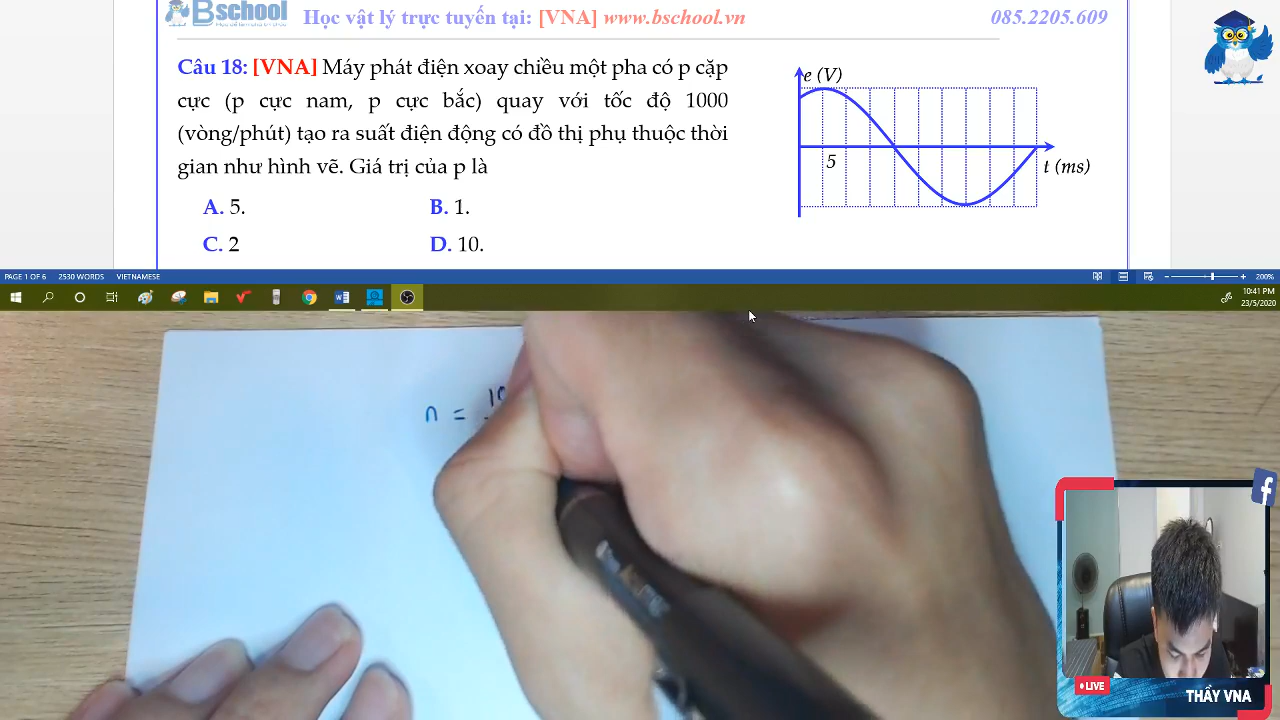 Bschool
Học vật lý trực tuyến tại: [VNA] www.bschool.vn
085.2205.609
Câu 18: [VNA] Máy phát điện xoay chiều một pha có p cặp
cực (p cực nam, p cực bắc) quay với tốc độ 1000
(vòng/phút) tạo ra suất điện động có đồ thị phụ thuộc thời
gian như hình vẽ. Giá trị của p là
A. 5.
B. 1.
C. 2
D. 10.
e (V)
5
t (ms)
PAGE 1 OF 6 2530 WORDS VIETNAMESE
200%
10:41 PM
23/5/2020
n = 10
LIVE
THẦY VNA